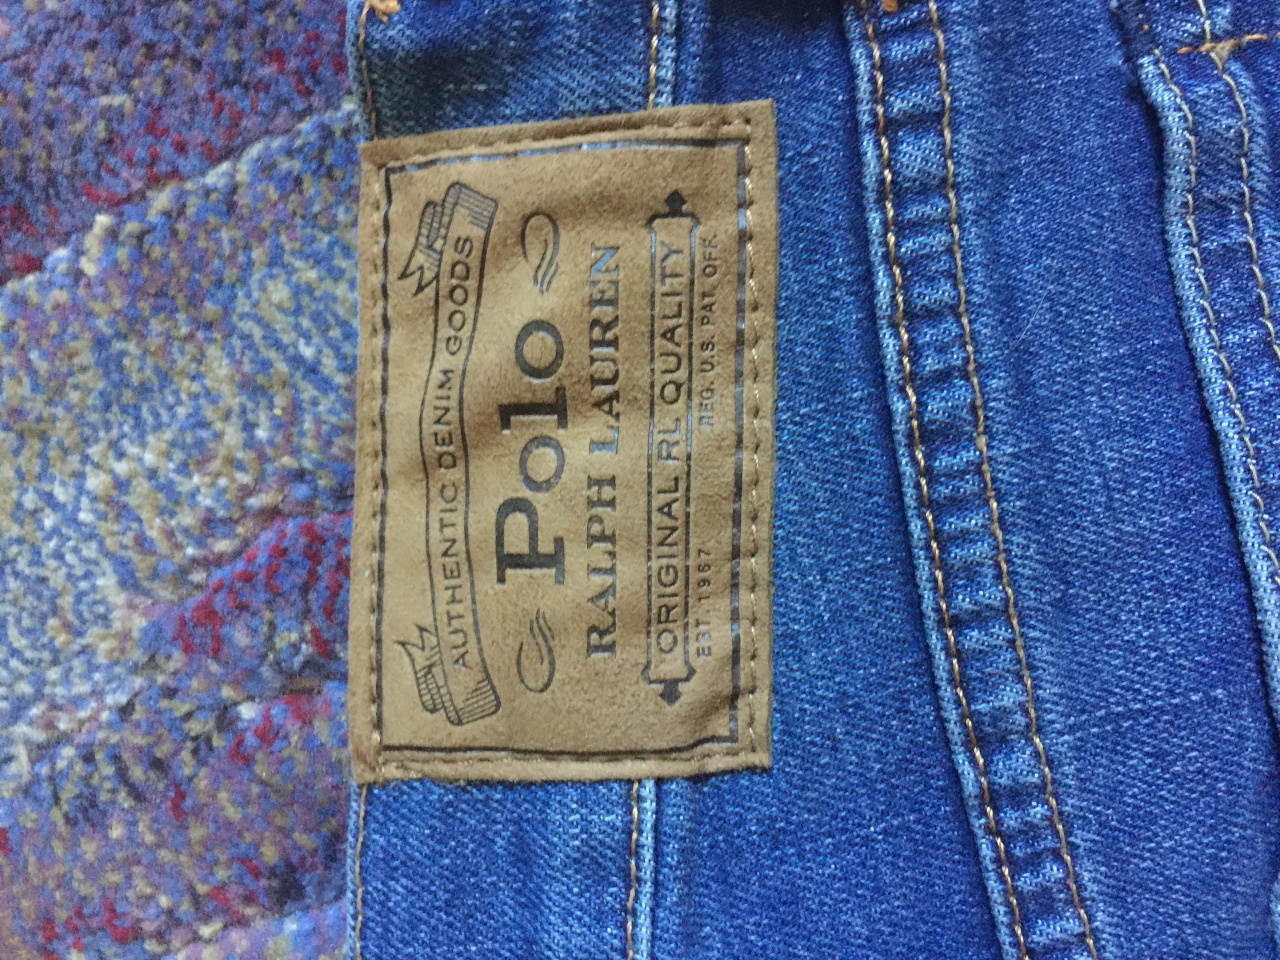 AUTHENTIC DENIM GOODS
Polo
RALPH LAUREN
ORIGINAL RL QUALITY
EST. 1967 REG. U.S. PAT. OFF.